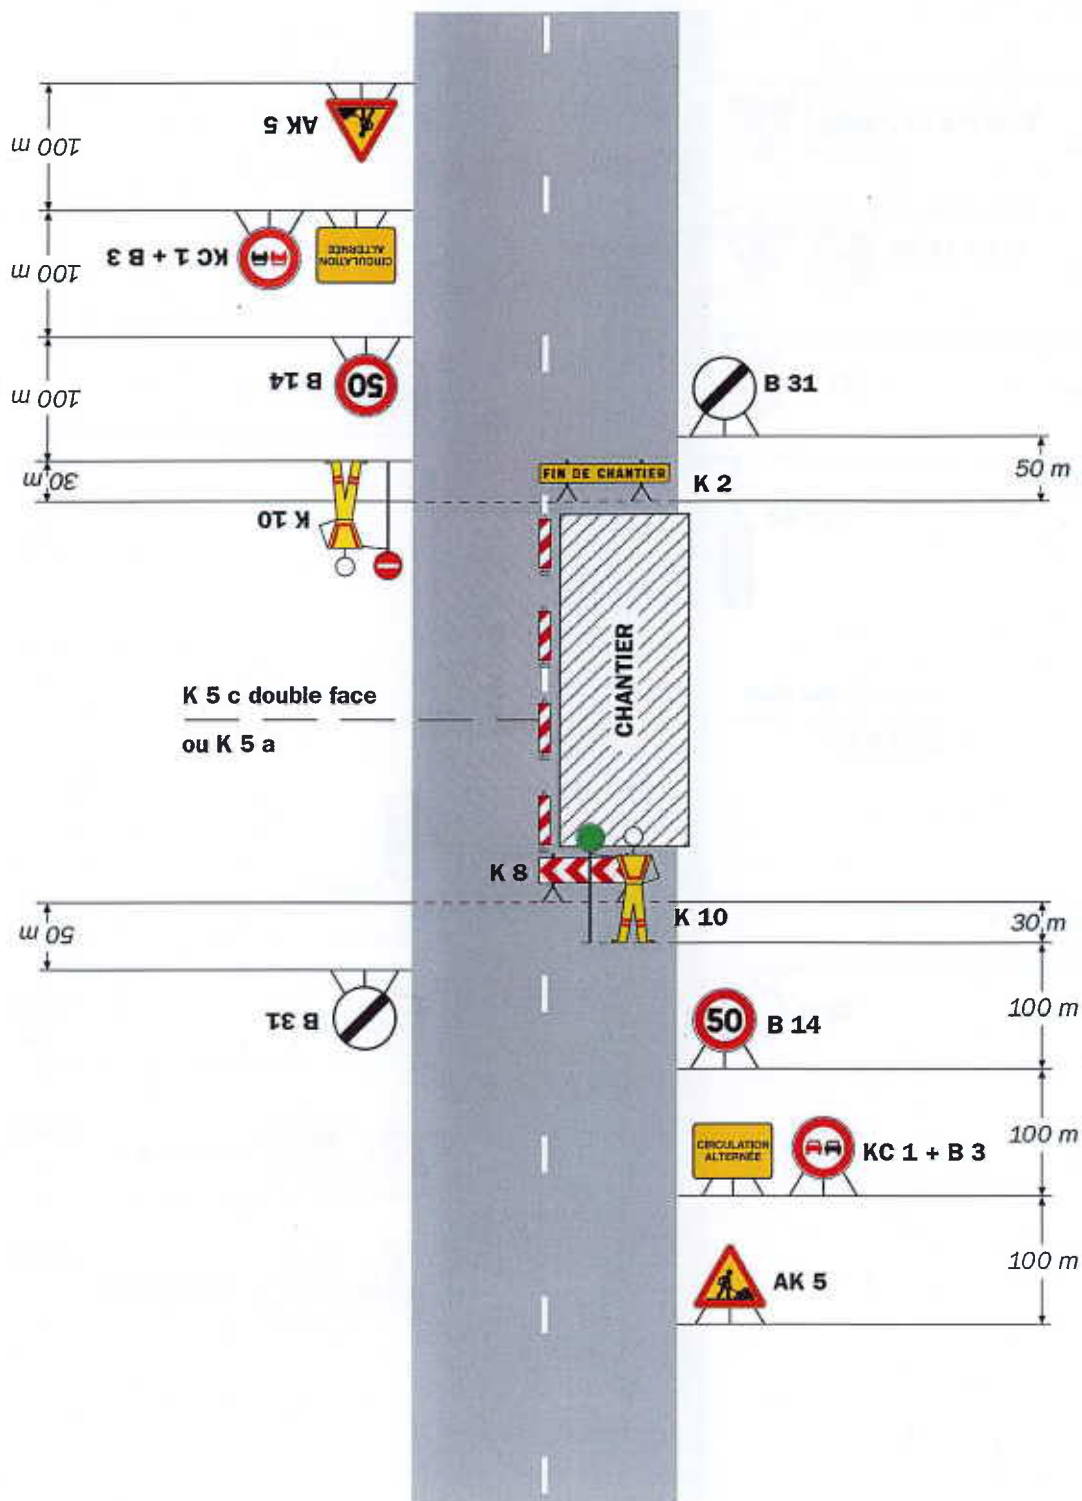 AK 5
100 m
KC 1 + B 3
CIRCULATION
ALTERNÉE
100 m
B 14
50
100 m
B 31
30 m
K 10
FIN DE CHANTIER
K 2
50 m
CHANTIER
K 5 c double face
ou K 5 a
K 8
K 10
30 m
50 m
B 31
50
B 14
100 m
CIRCULATION
ALTERNÉE
KC 1 + B 3
100 m
AK 5
100 m